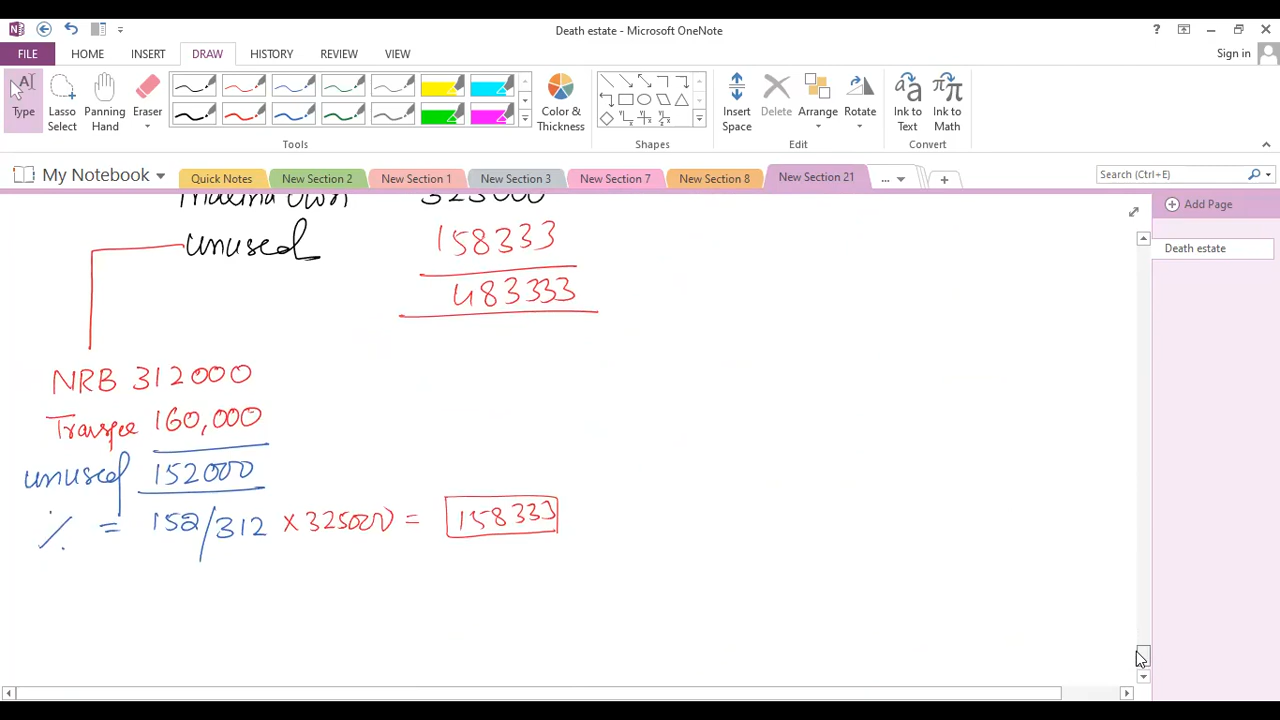 Death estate - Microsoft OneNote
?
Sign in
FILE HOME INSERT DRAW HISTORY REVIEW VIEW
Type
Lasso Select
Panning Hand
Eraser
Color & Thickness
Insert Space
Delete
Arrange
Rotate
Ink to Text
Ink to Math
Tools Shapes Edit Convert
My Notebook Quick Notes New Section 2 New Section 1 New Section 3 New Section 7 New Section 8 New Section 21 ... Search (Ctrl+E)
Add Page
Death estate
own 325000
unused 158333
483333
NRB 312000
Transfer 160,000
unused 152000
% = 152/312 × 325000 = 158333